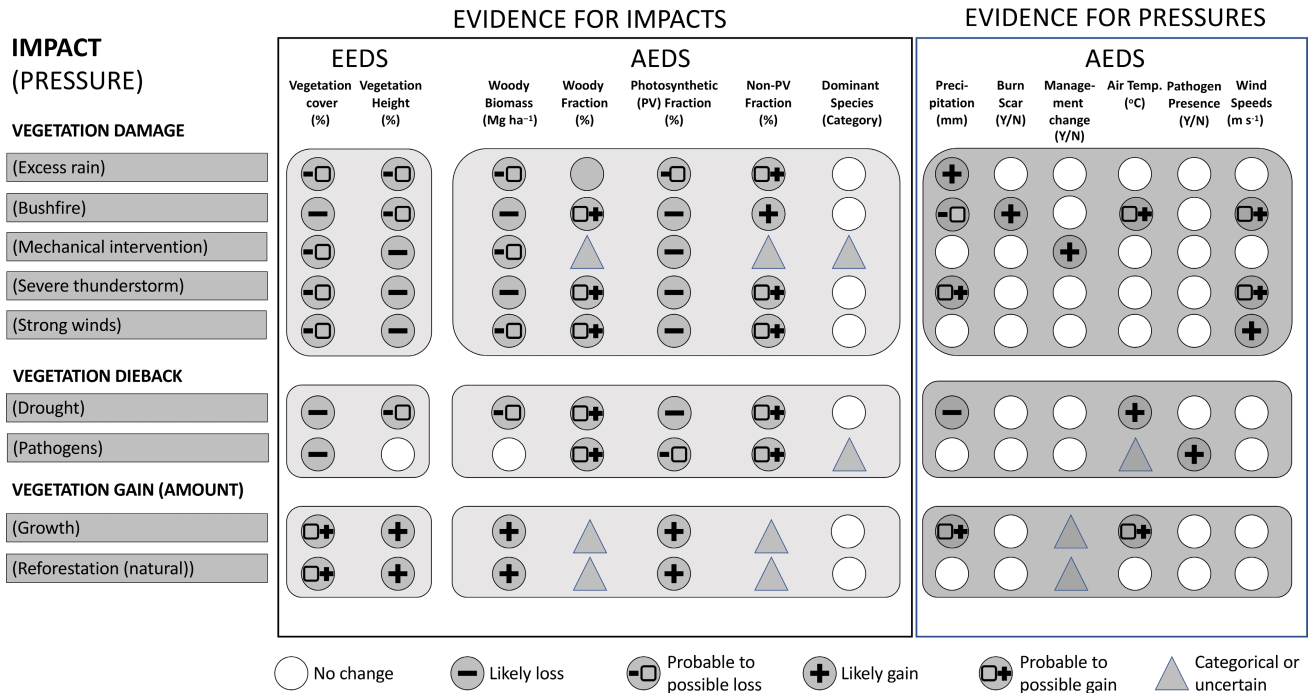 EVIDENCE FOR IMPACTS
EVIDENCE FOR PRESSURES
IMPACT
(PRESSURE)
EEDS
AEDS
AEDS
Vegetation
cover
(%)
Vegetation
Height
(%)
Woody
Biomass
(Mg ha⁻¹)
Woody
Fraction
(%)
Photosynthetic
(PV) Fraction
(%)
Non-PV
Fraction
(%)
Dominant
Species
(Category)
Preci-
pitation
(mm)
Burn
Scar
(Y/N)
Manage-
ment
change
(Y/N)
Air Temp.
(ºC)
Pathogen
Presence
(Y/N)
Wind
Speeds
(m s⁻¹)
VEGETATION DAMAGE
(Excess rain)
(Bushfire)
(Mechanical intervention)
(Severe thunderstorm)
(Strong winds)
VEGETATION DIEBACK
(Drought)
(Pathogens)
VEGETATION GAIN (AMOUNT)
(Growth)
(Reforestation (natural))
No change
Likely loss
Probable to
possible loss
Likely gain
Probable to
possible gain
Categorical or
uncertain